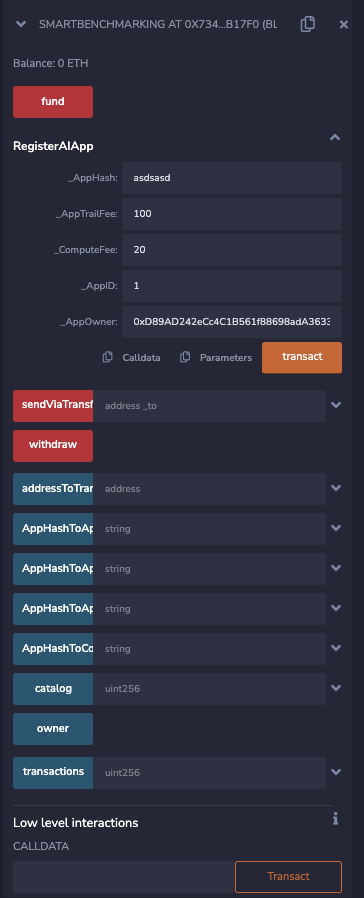 SMARTBENCHMARKING AT 0X734...B17F0 (BL
Balance: 0 ETH
fund
RegisterAIApp
_AppHash: asdsasd
_AppTrailFee: 100
_ComputeFee: 20
_AppID: 1
_AppOwner: 0xD89AD242eCc4C1B561f88698adA3633
Calldata Parameters transact
sendViaTransf address _to
withdraw
addressToTran address
AppHashToAp string
AppHashToAp string
AppHashToAp string
AppHashToCo string
catalog uint256
owner
transactions uint256
Low level interactions
CALLDATA
Transact